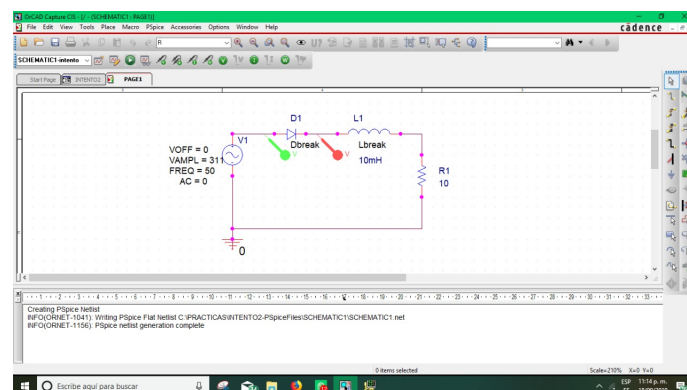 OrCAD Capture CIS - [/ - (SCHEMATIC1 : PAGE1)]
File Edit View Tools Place Macro PSpice Accessories Options Window Help
cādence
R
SCHEMATIC1-intento
Start Page INTENTO2 PAGE1
D1 L1
V1
VOFF = 0
VAMPL = 311
FREQ = 50
AC = 0
Dbreak Lbreak
V V 10mH
R1
10
0
Creating PSpice Netlist
INFO(ORNET-1041): Writing PSpice Flat Netlist C:\PRACTICAS\INTENTO2-PSpiceFiles\SCHEMATIC1\SCHEMATIC1.net
INFO(ORNET-1156): PSpice netlist generation complete
0 items selected Scale=210% X=0 Y=0
Escribe aquí para buscar
ESP 11:14 p. m.